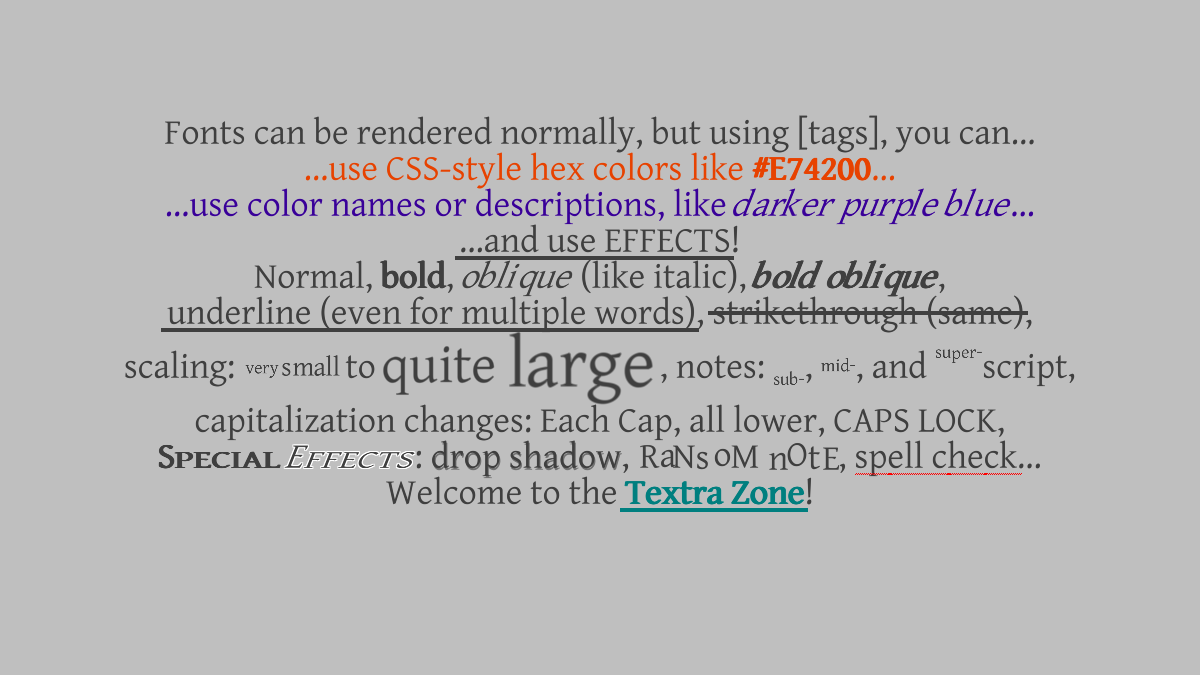 Fonts can be rendered normally, but using [tags], you can...
...use CSS-style hex colors like #E74200...
...use color names or descriptions, like darker purple blue...
...and use EFFECTS!
Normal, bold, oblique (like italic), bold oblique,
underline (even for multiple words), strikethrough (same),
scaling: very small to quite large, notes: sub-, mid-, and super-script,
capitalization changes: Each Cap, all lower, CAPS LOCK,
Special Effects: drop shadow, RaNsoM nOtE, spell check...
Welcome to the Textra Zone!